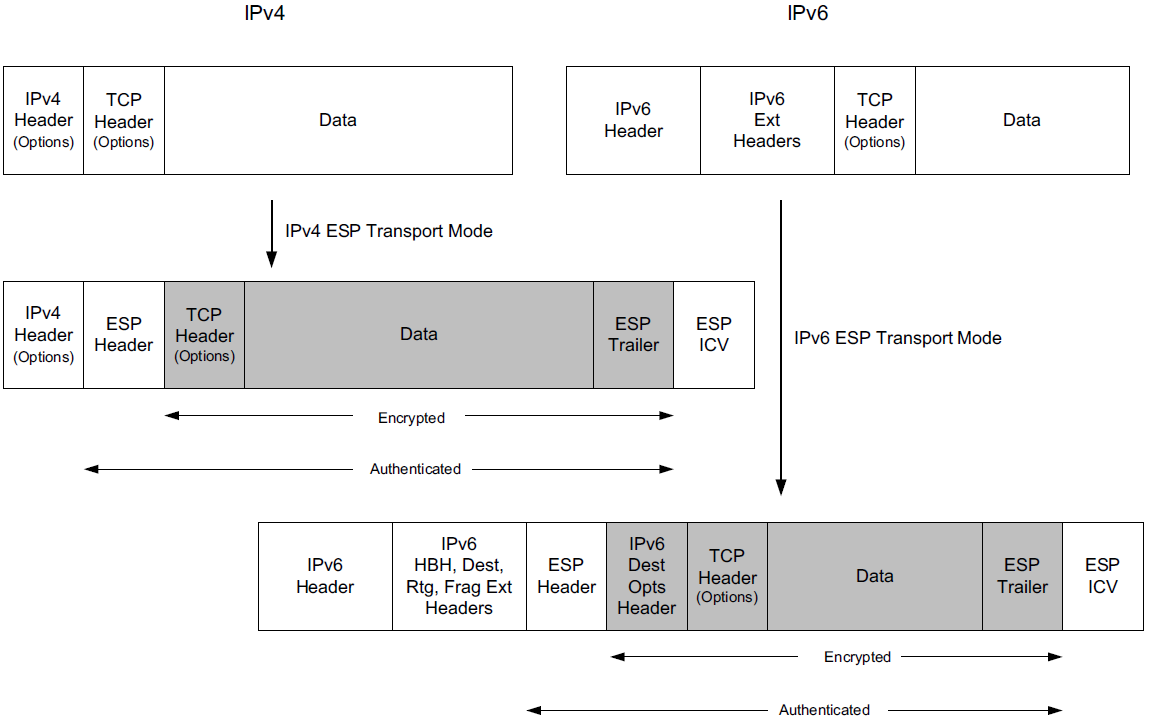 IPv4
IPv6
IPv4
Header
(Options)
TCP
Header
(Options)
Data
IPv6
Header
IPv6
Ext
Headers
TCP
Header
(Options)
Data
IPv4 ESP Transport Mode
IPv4
Header
(Options)
ESP
Header
TCP
Header
(Options)
Data
ESP
Trailer
ESP
ICV
IPv6 ESP Transport Mode
Encrypted
Authenticated
IPv6
Header
IPv6
HBH, Dest,
Rtg, Frag Ext
Headers
ESP
Header
IPv6
Dest
Opts
Header
TCP
Header
(Options)
Data
ESP
Trailer
ESP
ICV
Encrypted
Authenticated